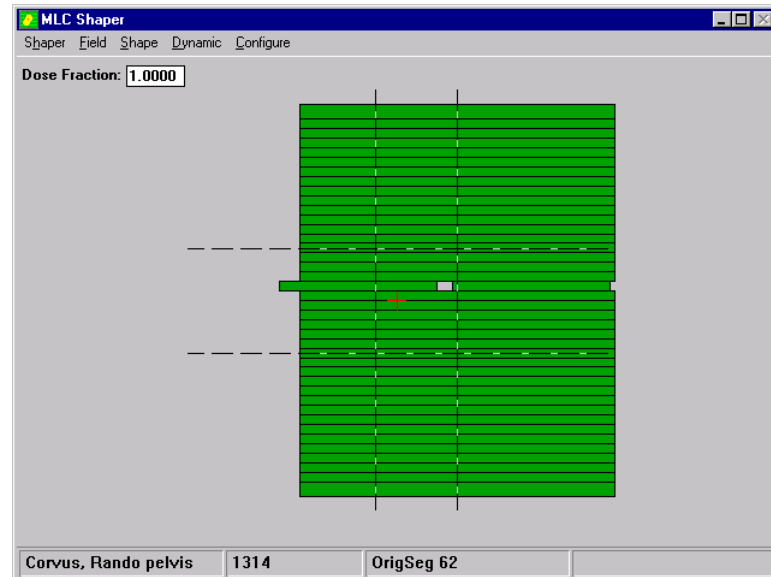 MLC Shaper
Shaper Field Shape Dynamic Configure
Dose Fraction: 1.0000
Corvus, Rando pelvis 1314 OrigSeg 62